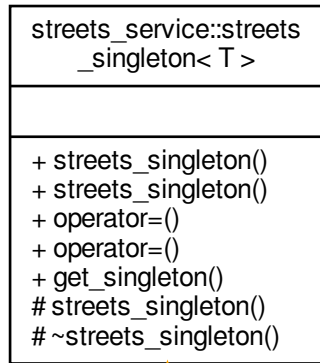 streets_service::streets
_singleton< T >
+ streets_singleton()
+ streets_singleton()
+ operator=()
+ operator=()
+ get_singleton()
# streets_singleton()
# ~streets_singleton()